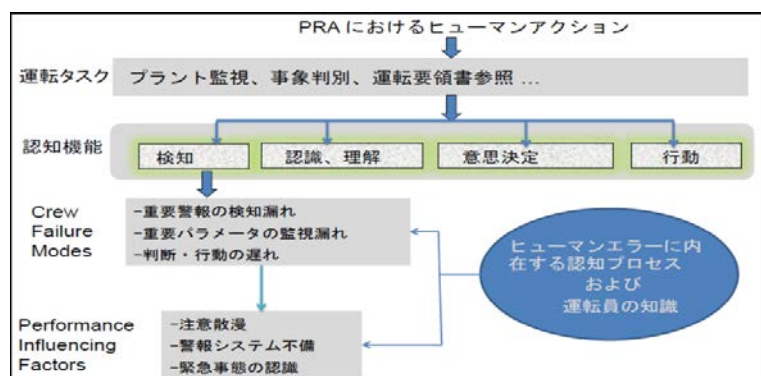 PRA におけるヒューマンアクション
運転タスク
プラント監視、事象判別、運転要領書参照 …
認知機能
検知
認識、理解
意思決定
行動
Crew
Failure
Modes
-重要警報の検知漏れ
-重要パラメータの監視漏れ
-判断・行動の遅れ
ヒューマンエラーに内
在する認知プロセス
および
運転員の知識
Performance
Influencing
Factors
-注意散漫
-警報システム不備
-緊急事態の認識